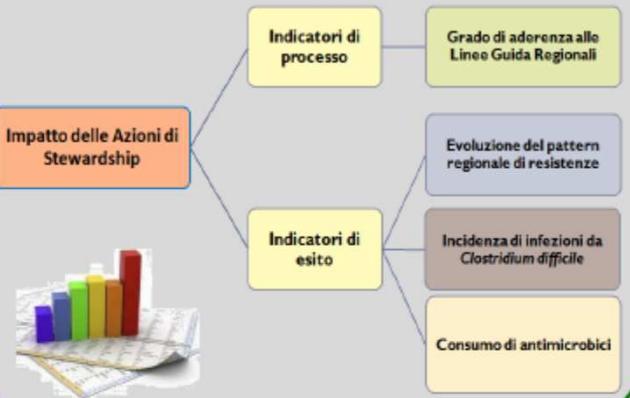 Impatto delle Azioni di
Stewardship
Indicatori di
processo
Grado di aderenza alle
Linee Guida Regionali
Indicatori di
esito
Evoluzione del pattern
regionale di resistenze
Incidenza di infezioni da
Clostridium difficile
Consumo di antimicrobici